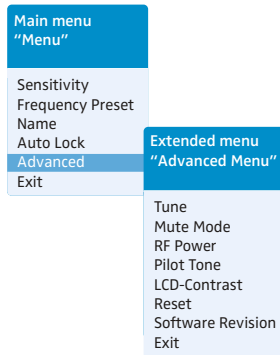 Main menu
“Menu”
Sensitivity
Frequency Preset
Name
Auto Lock
Advanced
Exit
Extended menu
“Advanced Menu”
Tune
Mute Mode
RF Power
Pilot Tone
LCD-Contrast
Reset
Software Revision
Exit